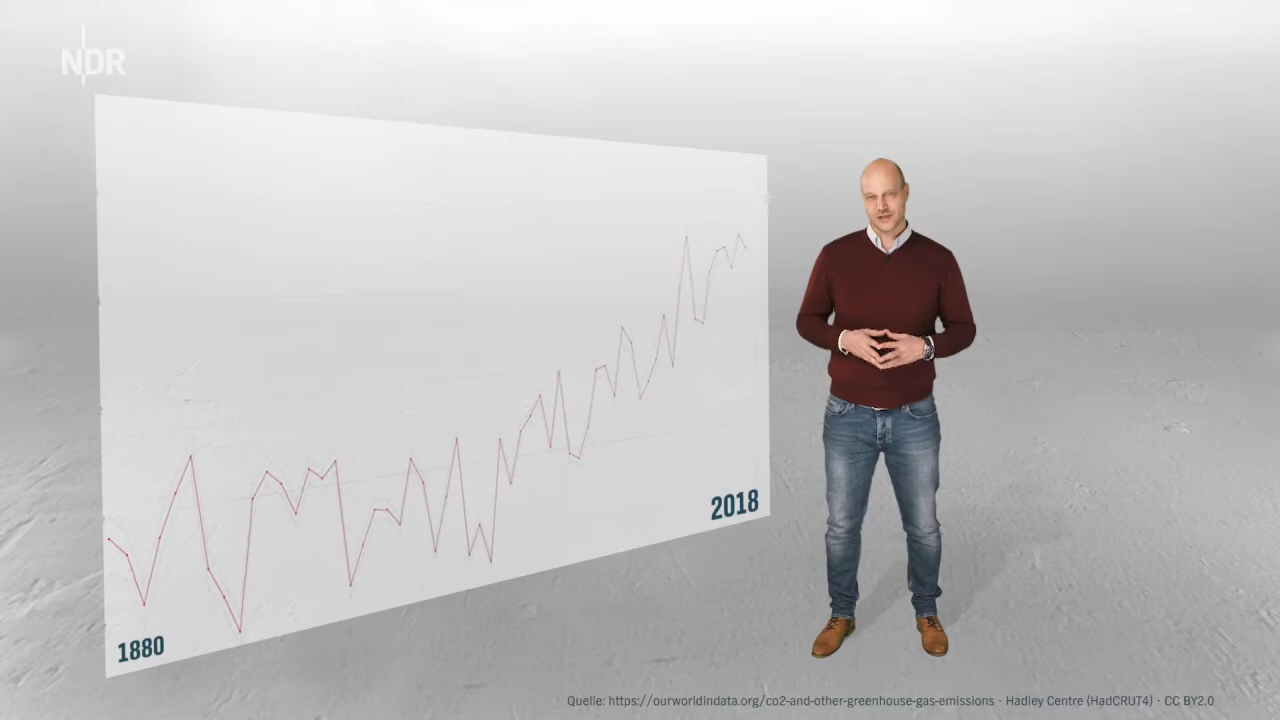 NDR
2018
1880
Quelle: https://ourworldindata.org/co2-and-other-greenhouse-gas-emissions · Hadley Centre (HadCRUT4) · CC BY2.0